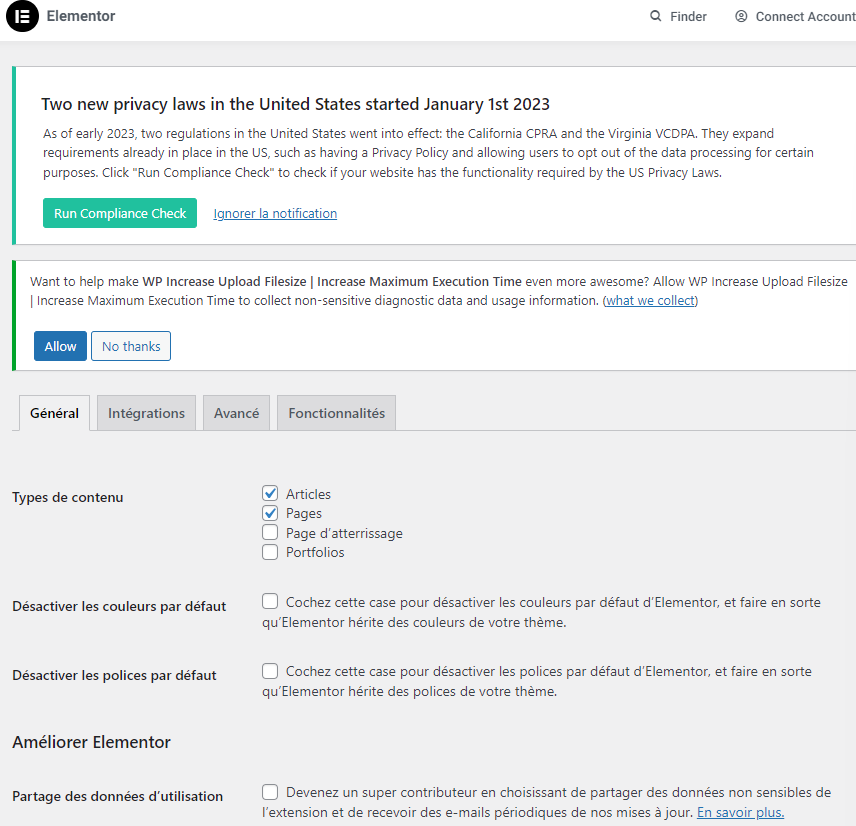 Elementor
Finder
Connect Account
Two new privacy laws in the United States started January 1st 2023
As of early 2023, two regulations in the United States went into effect: the California CPRA and the Virginia VCDPA. They expand
requirements already in place in the US, such as having a Privacy Policy and allowing users to opt out of the data processing for certain
purposes. Click "Run Compliance Check" to check if your website has the functionality required by the US Privacy Laws.
Run Compliance Check
Ignorer la notification
Want to help make WP Increase Upload Filesize | Increase Maximum Execution Time even more awesome? Allow WP Increase Upload Filesize
| Increase Maximum Execution Time to collect non-sensitive diagnostic data and usage information. (what we collect)
Allow
No thanks
Général
Intégrations
Avancé
Fonctionnalités
Types de contenu
Articles
Pages
Page d’atterrissage
Portfolios
Désactiver les couleurs par défaut
Cochez cette case pour désactiver les couleurs par défaut d’Elementor, et faire en sorte
qu’Elementor hérite des couleurs de votre thème.
Désactiver les polices par défaut
Cochez cette case pour désactiver les polices par défaut d’Elementor, et faire en sorte
qu’Elementor hérite des polices de votre thème.
Améliorer Elementor
Partage des données d’utilisation
Devenez un super contributeur en choisissant de partager des données non sensibles de
l’extension et de recevoir des e-mails périodiques de nos mises à jour. En savoir plus.